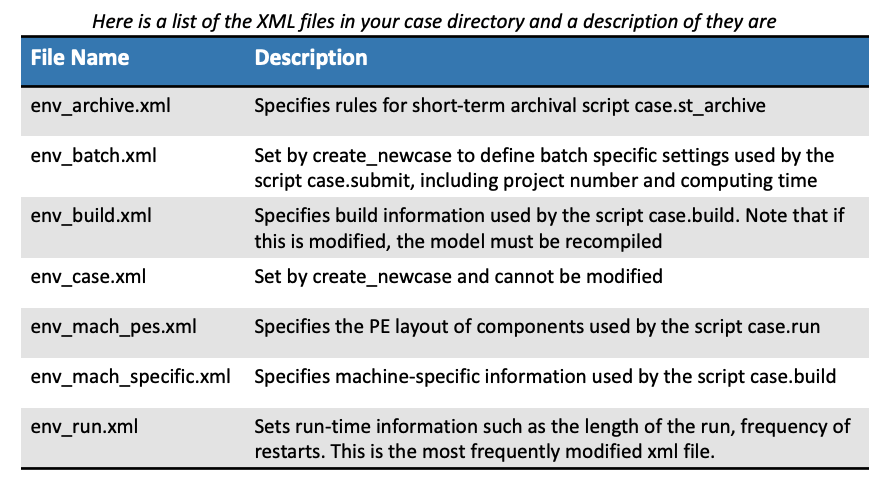 Here is a list of the XML files in your case directory and a description of they are
File Name Description
env_archive.xml Specifies rules for short-term archival script case.st_archive
env_batch.xml Set by create_newcase to define batch specific settings used by the
script case.submit, including project number and computing time
env_build.xml Specifies build information used by the script case.build. Note that if
this is modified, the model must be recompiled
env_case.xml Set by create_newcase and cannot be modified
env_mach_pes.xml Specifies the PE layout of components used by the script case.run
env_mach_specific.xml Specifies machine-specific information used by the script case.build
env_run.xml Sets run-time information such as the length of the run, frequency of
restarts. This is the most frequently modified xml file.